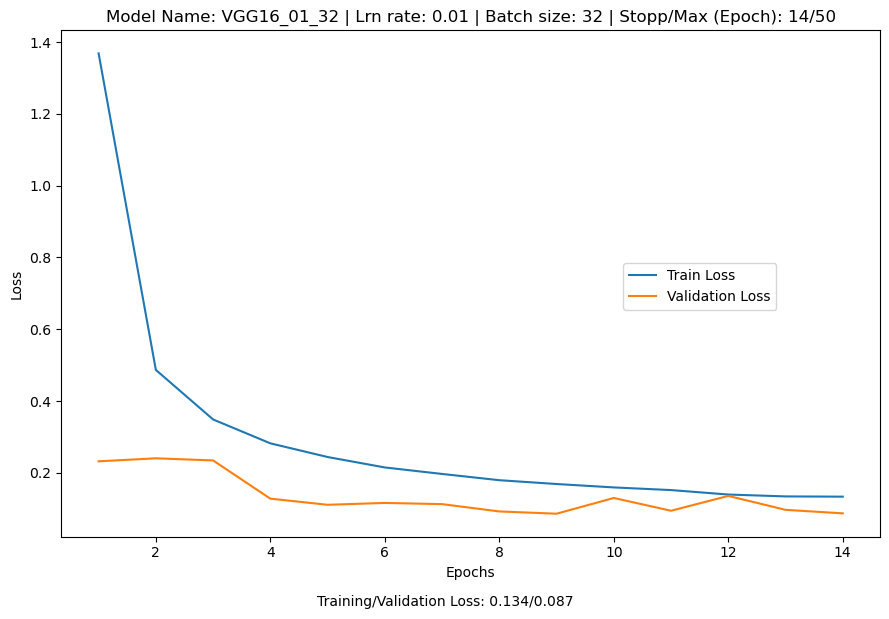 Model Name: VGG16_01_32 | Lrn rate: 0.01 | Batch size: 32 | Stopp/Max (Epoch): 14/50
1.4
1.2
1.0
0.8
0.6
0.4
0.2
Loss
Train Loss
Validation Loss
2 4 6 8 10 12 14
Epochs
Training/Validation Loss: 0.134/0.087